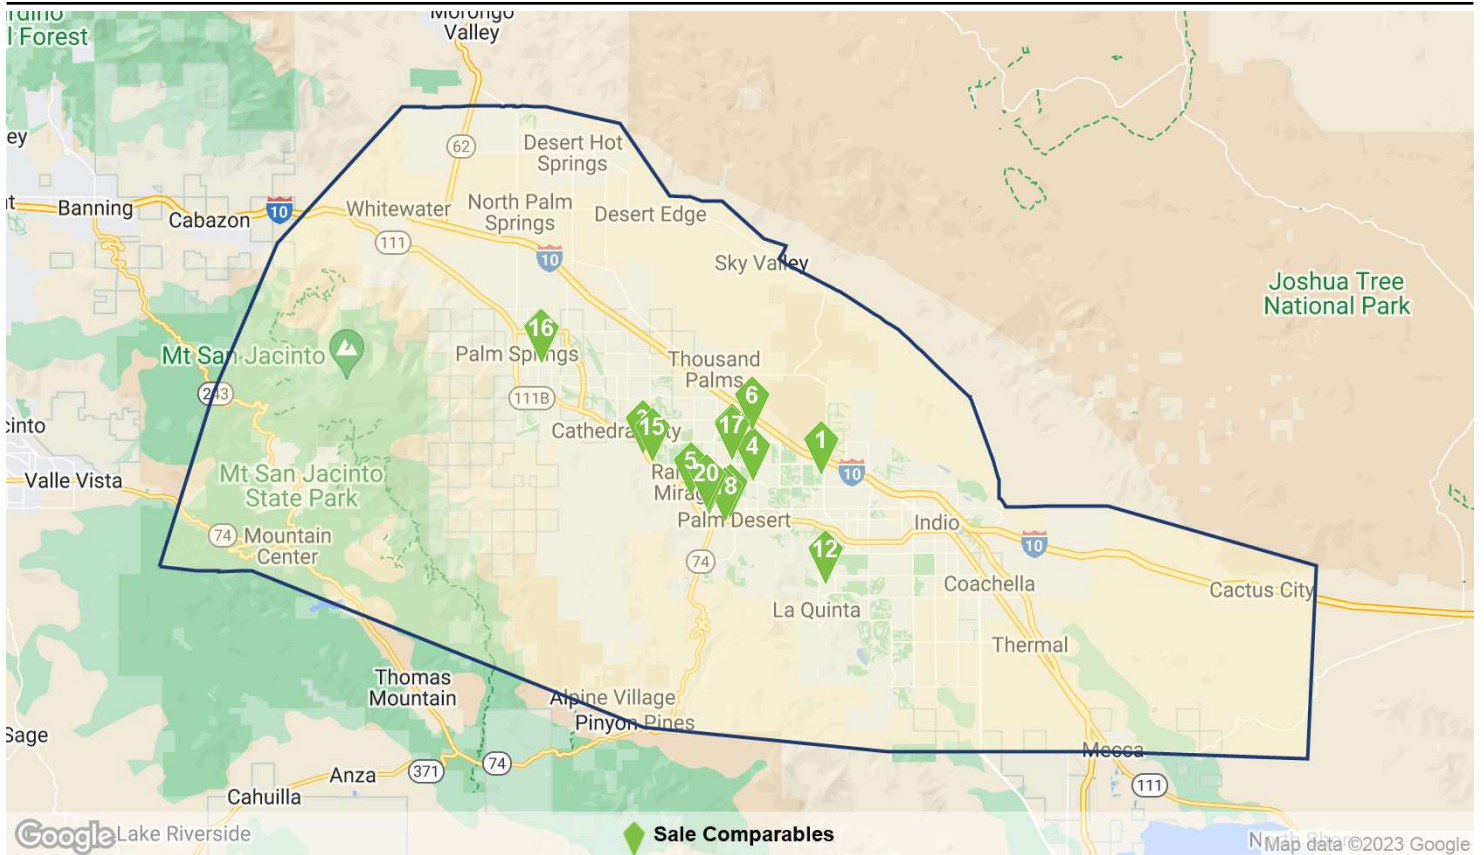 rdino
l Forest
Morongo
Valley
ey
62
Desert Hot
Springs
Banning
Cabazon
10
Whitewater
North Palm
Springs
Desert Edge
111
10
Sky Valley
Joshua Tree
National Park
16
Mt San Jacinto
Palm Springs
Thousand
Palms
243
111B
6
cinto
Cathedral City
15
17
4
1
10
Valle Vista
Mt San Jacinto
State Park
5
20
8
Palm Desert
Indio
74
Mountain
Center
74
12
10
Coachella
Cactus City
La Quinta
Thermal
Thomas
Mountain
Alpine Village
Pinyon Pines
Sage
Mecca
Anza
371
74
111
Cahuilla
Google
Lake Riverside
Sale Comparables
Map data ©2023 Google